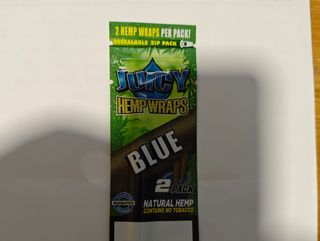 2 HEMP WRAPS PER PACK!
RESEALABLE ZIP PACK
JUICY
HEMP WRAPS
BLUE
2
PACK
NATURAL HEMP
CONTAINS NO TOBACCO